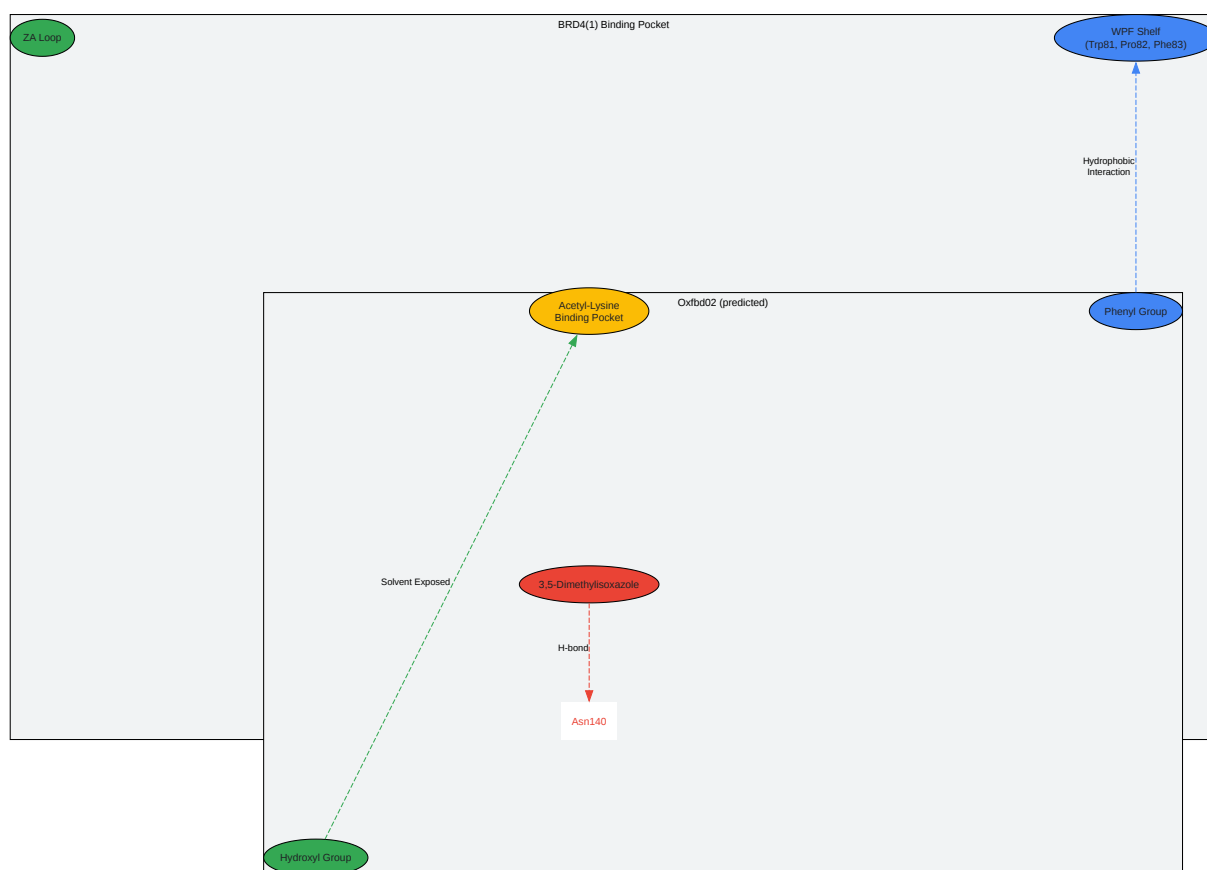 BRD4(1) Binding Pocket
ZA Loop
WPF Shelf
(Trp81, Pro82, Phe83)
Hydrophobic
Interaction
Oxfbd02 (predicted)
Acetyl-Lysine
Binding Pocket
Phenyl Group
Solvent Exposed
3,5-Dimethylisoxazole
H-bond
Asn140
Hydroxyl Group